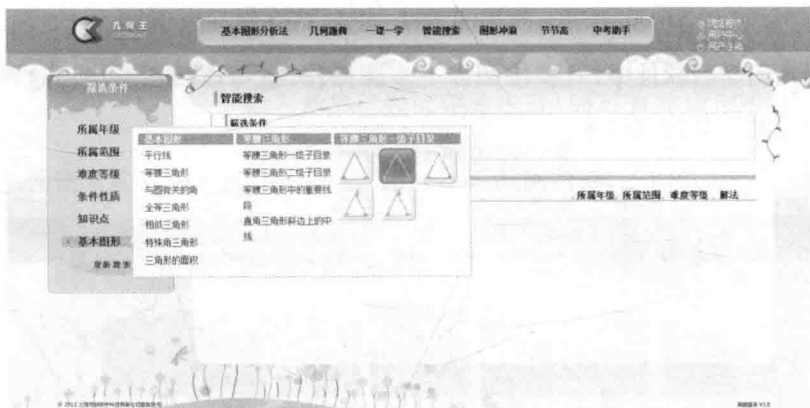 几何王
基本图形分析法 几何趣典 一课一学 智能搜索 图形冲浪 节节高 中考助手
用户中心
筛选条件
智能搜索
筛选条件
所属年级
所属范围
难度等级
条件性质
知识点
基本图形
重新搜索
基本图形 等腰三角形 等腰三角形一级子目录
平行线
等腰三角形
与圆有关的角
全等三角形
相似三角形
特殊角三角形
三角形的面积
等腰三角形一级子目录
等腰三角形二级子目录
等腰三角形中的重要线
段
直角三角形斜边上的中
线
所属年级 所属范围 难度等级 解法